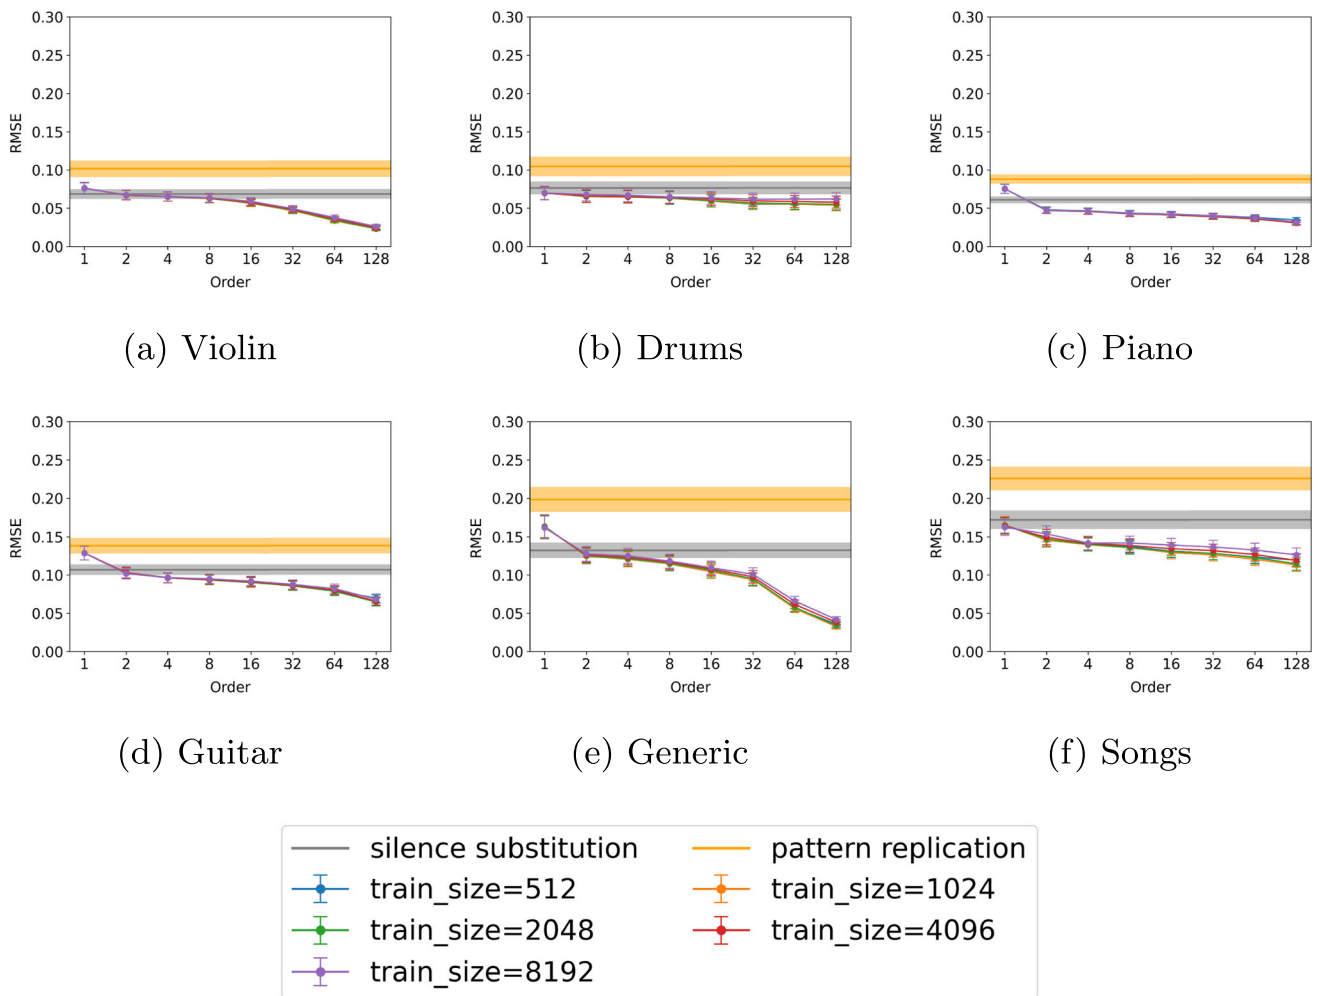 0.30 0.30 0.30
0.25 0.25 0.25
0.20 0.20 0.20
RMSE 0.15 RMSE 0.15 RMSE 0.15
0.10 0.10 0.10
0.05 0.05 0.05
0.00 0.00 0.00
1 2 4 8 16 32 64 128 1 2 4 8 16 32 64 128 1 2 4 8 16 32 64 128
Order Order Order
(a) Violin (b) Drums (c) Piano
0.30 0.30 0.30
0.25 0.25 0.25
0.20 0.20 0.20
RMSE 0.15 RMSE 0.15 RMSE 0.15
0.10 0.10 0.10
0.05 0.05 0.05
0.00 0.00 0.00
1 2 4 8 16 32 64 128 1 2 4 8 16 32 64 128 1 2 4 8 16 32 64 128
Order Order Order
(d) Guitar (e) Generic (f) Songs
silence substitution pattern replication
train_size=512 train_size=1024
train_size=2048 train_size=4096
train_size=8192